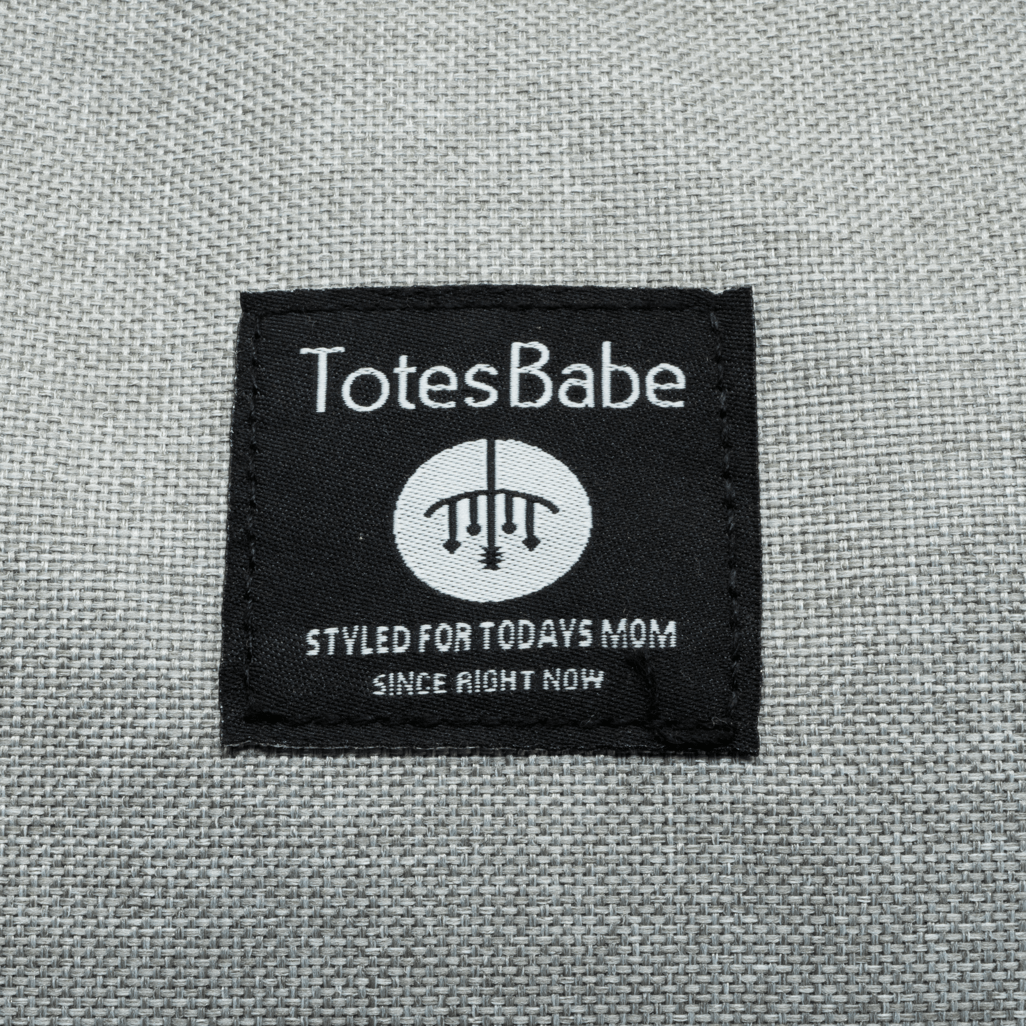 TotesBabe
STYLED FOR TODAYS MOM
SINCE RIGHT NOW